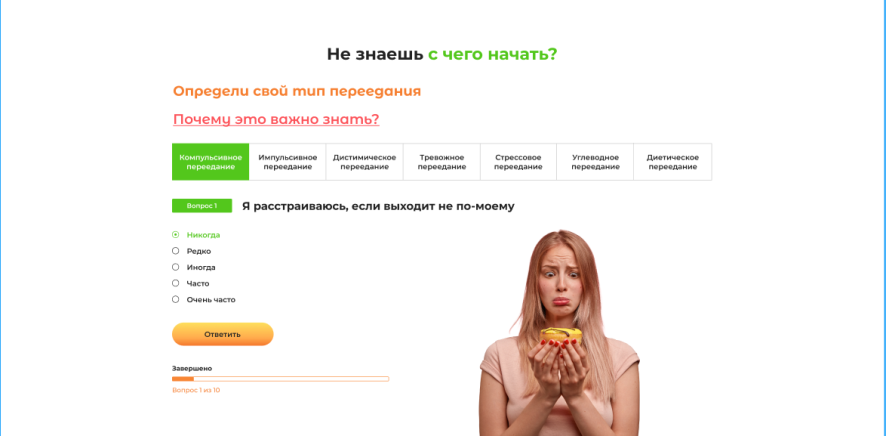 Не знаешь с чего начать?
Определи свой тип переедания
Почему это важно знать?
Компульсивное
переедание
Импульсивное
переедание
Дистимическое
переедание
Тревожное
переедание
Стрессовое
переедание
Углеводное
переедание
Диетическое
переедание
Вопрос 1
Я расстраиваюсь, если выходит не по-моему
Никогда
Редко
Иногда
Часто
Очень часто
Ответить
Завершено
Вопрос 1 из 10